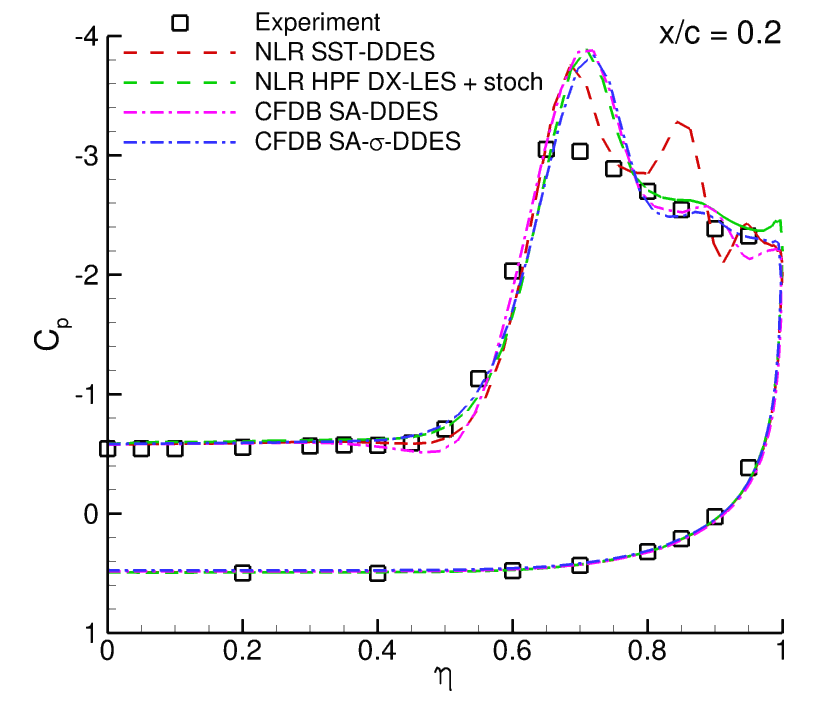 Experiment
NLR SST-DDES
NLR HPF DX-LES + stoch
CFDB SA-DDES
CFDB SA-σ-DDES
x/c = 0.2
-4
-3
-2
-1
0
1
Cp
0
0.2
0.4
0.6
0.8
1
η